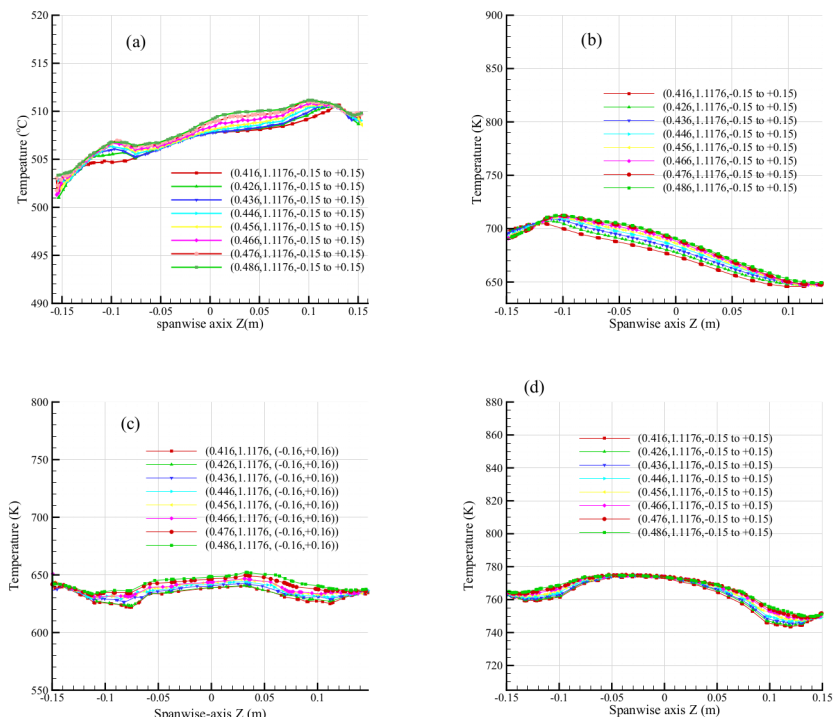 520
(a)
515
510
505
500
495
490
Tempeature (°C)
(0.416,1.1176,-0.15 to +0.15)
(0.426,1.1176,-0.15 to +0.15)
(0.436,1.1176,-0.15 to +0.15)
(0.446,1.1176,-0.15 to +0.15)
(0.456,1.1176,-0.15 to +0.15)
(0.466,1.1176,-0.15 to +0.15)
(0.476,1.1176,-0.15 to +0.15)
(0.486,1.1176,-0.15 to +0.15)
-0.15 -0.1 -0.05 0 0.05 0.1 0.15
spanwise axix Z(m)
900
(b)
850
800
750
700
650
Temperature (K)
(0.416,1.1176,-0.15 to +0.15)
(0.426,1.1176,-0.15 to +0.15)
(0.436,1.1176,-0.15 to +0.15)
(0.446,1.1176,-0.15 to +0.15)
(0.456,1.1176,-0.15 to +0.15)
(0.466,1.1176,-0.15 to +0.15)
(0.476,1.1176,-0.15 to +0.15)
(0.486,1.1176,-0.15 to +0.15)
-0.15 -0.1 -0.05 0 0.05 0.1
Spanwise axis Z (m)
800
(c)
750
700
650
600
550
Temperature (K)
(0.416,1.1176, (-0.16,+0.16))
(0.426,1.1176, (-0.16,+0.16))
(0.436,1.1176, (-0.16,+0.16))
(0.446,1.1176, (-0.16,+0.16))
(0.456,1.1176, (-0.16,+0.16))
(0.466,1.1176, (-0.16,+0.16))
(0.476,1.1176, (-0.16,+0.16))
(0.486,1.1176, (-0.16,+0.16))
-0.15 -0.1 -0.05 0 0.05 0.1
Spanwise-axis Z (m)
(d)
880
860
840
820
800
780
760
740
720
Temperature (K)
(0.416,1.1176,-0.15 to +0.15)
(0.426,1.1176,-0.15 to +0.15)
(0.436,1.1176,-0.15 to +0.15)
(0.446,1.1176,-0.15 to +0.15)
(0.456,1.1176,-0.15 to +0.15)
(0.466,1.1176,-0.15 to +0.15)
(0.476,1.1176,-0.15 to +0.15)
(0.486,1.1176,-0.15 to +0.15)
-0.15 -0.1 -0.05 0 0.05 0.1 0.15
Spanwise axis Z (m)